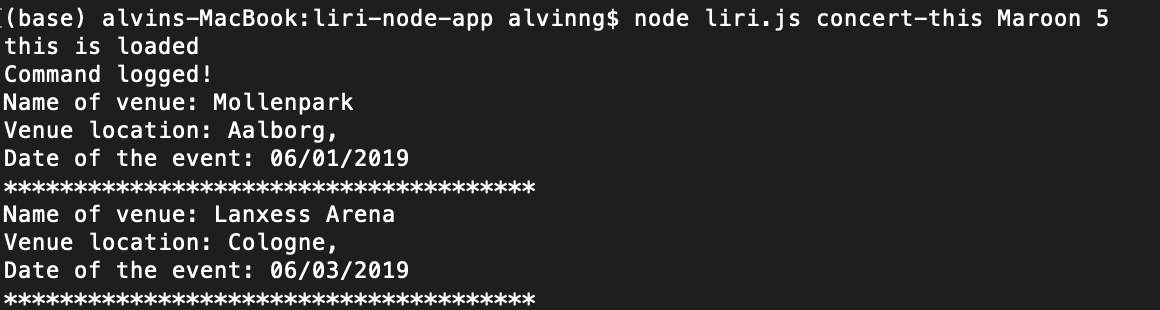 (base) alvins-MacBook:liri-node-app alvinng$ node liri.js concert-this Maroon 5
this is loaded
Command logged!
Name of venue: Mollenpark
Venue location: Aalborg,
Date of the event: 06/01/2019
**************************************
Name of venue: Lanxess Arena
Venue location: Cologne,
Date of the event: 06/03/2019
**************************************